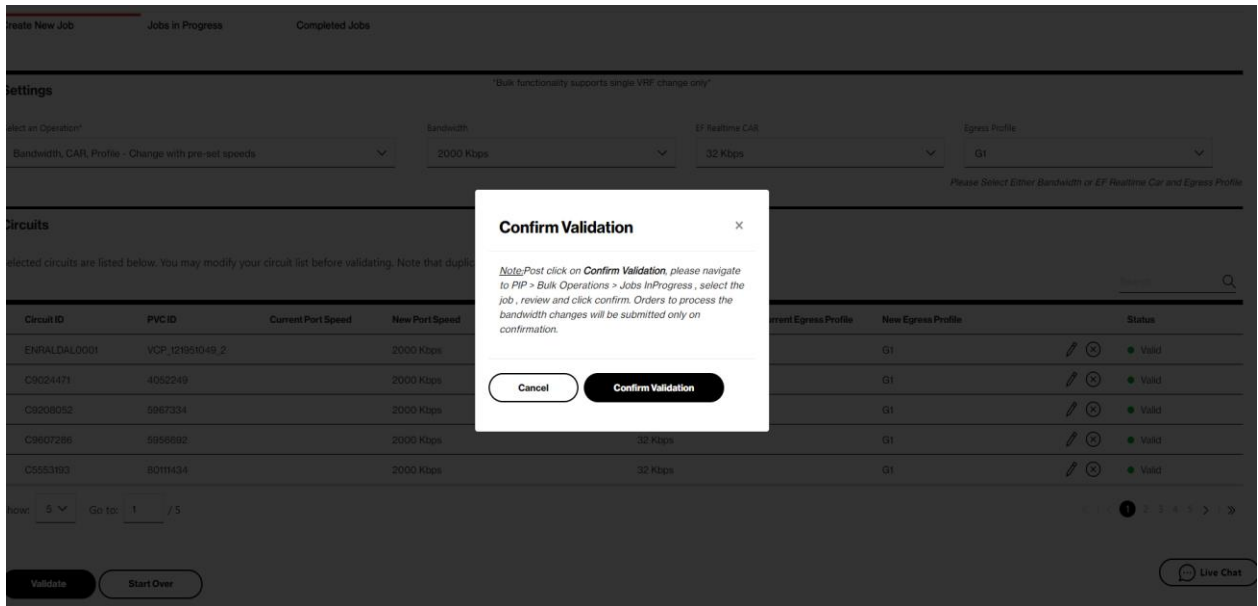 Create New Job Jobs in Progress Completed Jobs
*Bulk functionality supports single VRF change only*
Settings
Select an Operation* Bandwidth EF Realtime CAR Egress Profile
Bandwidth, CAR, Profile - Change with pre-set speeds 2000 Kbps 32 Kbps G1
Please Select Either Bandwidth or EF Realtime Car and Egress Profile
Circuits
Selected circuits are listed below. You may modify your circuit list before validating. Note that duplic
Search
Confirm Validation ×
Note:Post click on Confirm Validation, please navigate
to PIP > Bulk Operations > Jobs InProgress , select the
job , review and click confirm. Orders to process the
bandwidth changes will be submitted only on
confirmation.
Cancel Confirm Validation
Circuit ID PVC ID Current Port Speed New Port Speed rrent Egress Profile New Egress Profile Status
ENRALDAL0001 VCP_121951049_2 2000 Kbps G1 Valid
C9024471 4052249 2000 Kbps G1 Valid
C9208052 5967334 2000 Kbps G1 Valid
C9607286 5956692 2000 Kbps 32 Kbps G1 Valid
C5553193 80111434 2000 Kbps 32 Kbps G1 Valid
how: 5 Go to: 1 / 5 1 2 3 4 5
Validate Start Over Live Chat